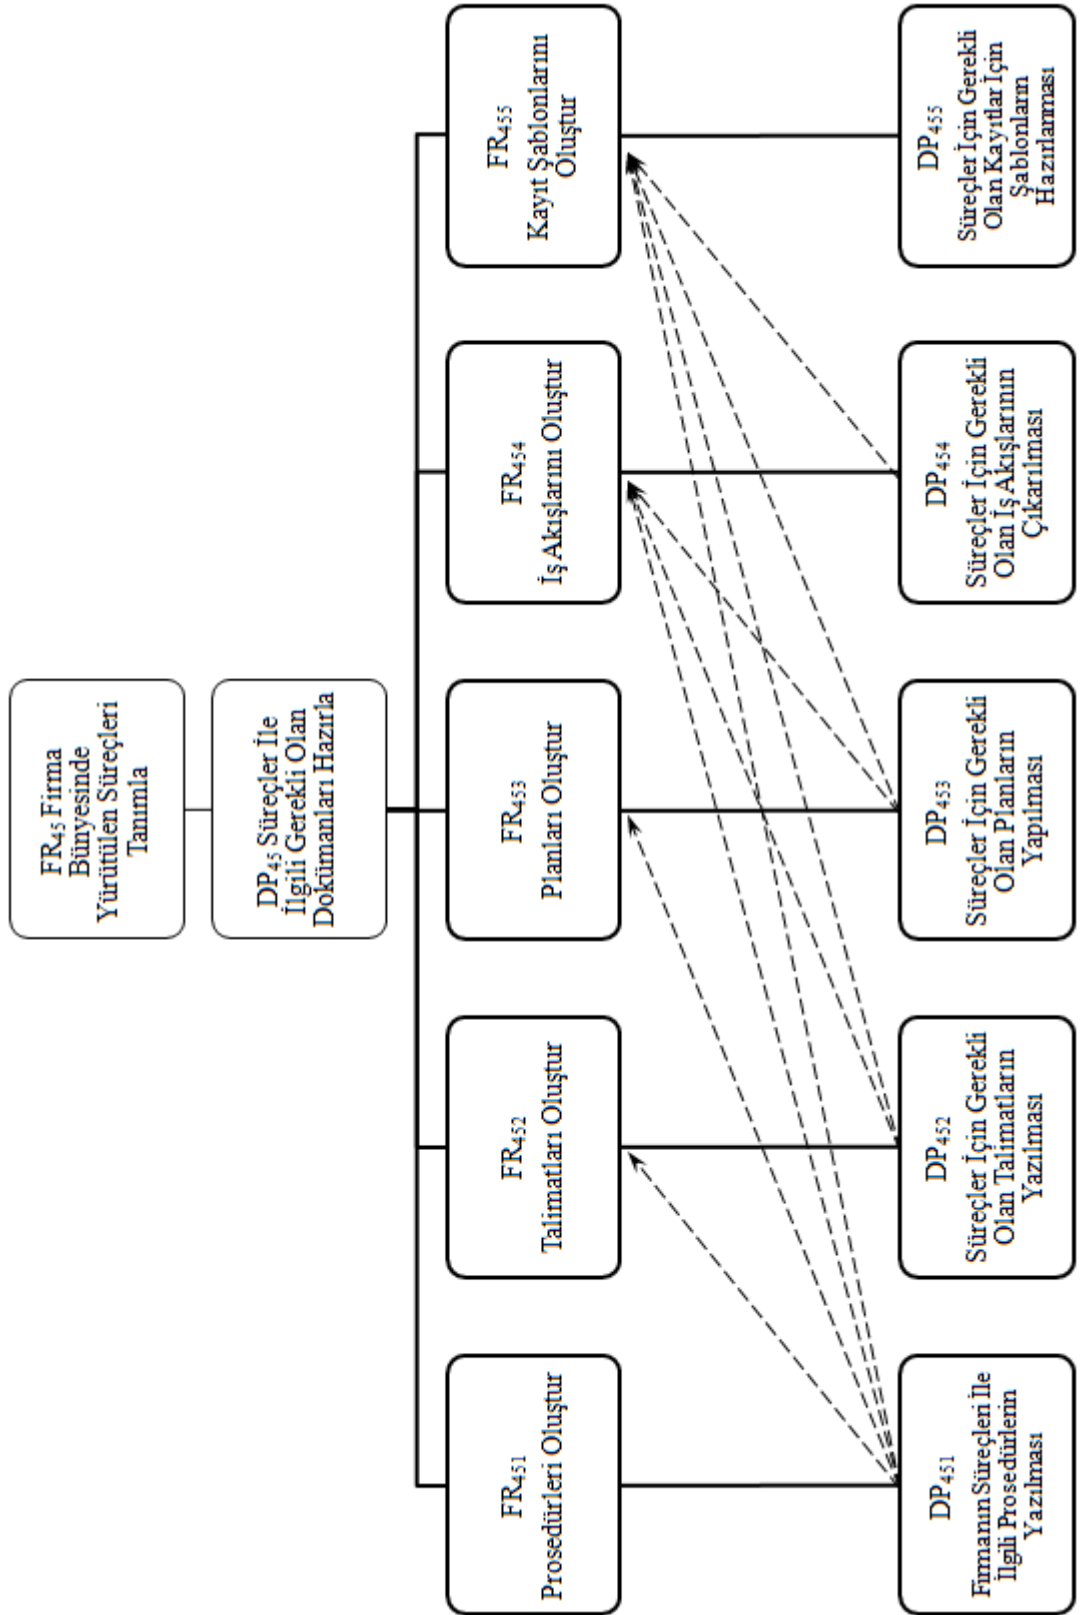 FR45 Firma
Bünyesinde
Yürütülen Süreçleri
Tanımla
DP45 Süreçler İle
İlgili Gerekli Olan
Dokümanları Hazırla
FR451
Prosedürleri Oluştur
FR452
Talimatları Oluştur
FR453
Planları Oluştur
FR454
İş Akışlarını Oluştur
FR455
Kayıt Şablonlarını
Oluştur
DP451
Firmanın Süreçleri İle
İlgili Prosedürlerin
Yazılması
DP452
Süreçler İçin Gerekli
Olan Talimatların
Yazılması
DP453
Süreçler İçin Gerekli
Olan Planların
Yapılması
DP454
Süreçler İçin Gerekli
Olan İş Akışlarının
Çıkarılması
DP455
Süreçler İçin Gerekli
Olan Kayıtlar İçin
Şablonların
Hazırlanması